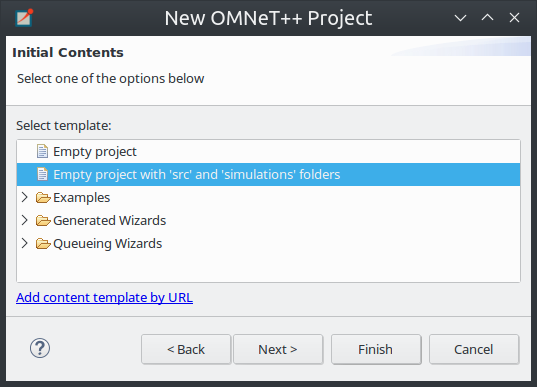 New OMNeT++ Project
Initial Contents
Select one of the options below
Select template:
Empty project
Empty project with 'src' and 'simulations' folders
Examples
Generated Wizards
Queueing Wizards
Add content template by URL
? < Back Next > Finish Cancel